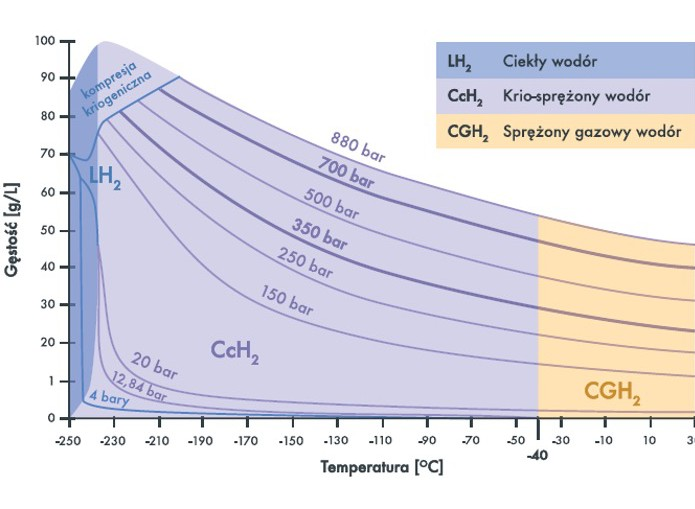 100
90
80
70
60
50
40
30
20
1
0
Gęstość [g/L]
kompresja
kriogeniczna
LH₂
LH₂ Ciekły wodór
CcH₂ Krio-sprężony wodór
CGH₂ Sprężony gazowy wodór
880 bar
700 bar
500 bar
350 bar
250 bar
150 bar
CcH₂
20 bar
12,84 bar
4 bary
CGH₂
-250 -230 -210 -190 -170 -150 -130 -110 -90 -70 -50 -30 -10 10
-40
Temperatura [°C]